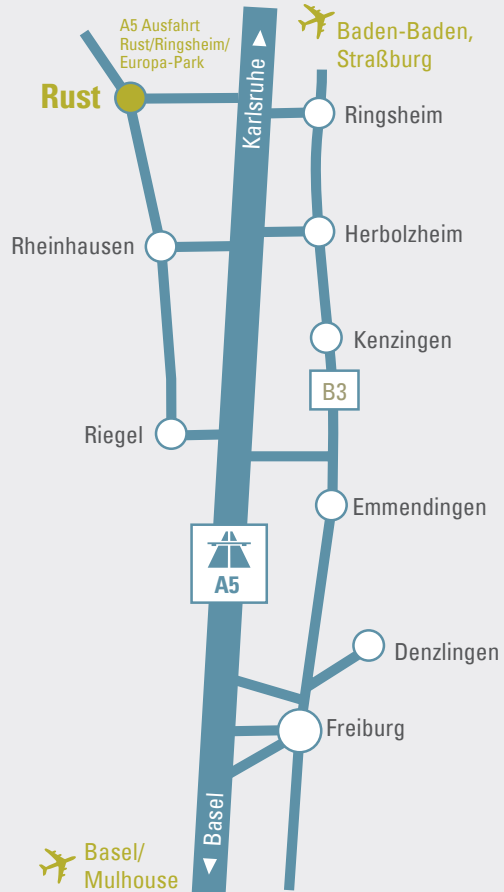 A5 Ausfahrt
Rust/Ringsheim/
Europa-Park
Baden-Baden,
Straßburg
Karlsruhe ▲
Rust
Ringsheim
Rheinhausen
Herbolzheim
Kenzingen
B3
Riegel
Emmendingen
A5
Denzlingen
Freiburg
◄ Basel
Basel/
Mulhouse